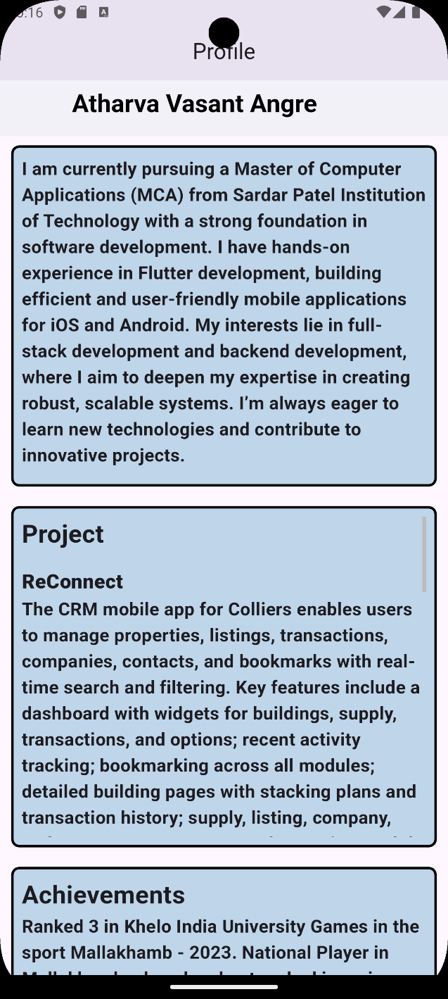 :16
Profile
Atharva Vasant Angre
I am currently pursuing a Master of Computer
Applications (MCA) from Sardar Patel Institution
of Technology with a strong foundation in
software development. I have hands-on
experience in Flutter development, building
efficient and user-friendly mobile applications
for iOS and Android. My interests lie in full-
stack development and backend development,
where I aim to deepen my expertise in creating
robust, scalable systems. I’m always eager to
learn new technologies and contribute to
innovative projects.
Project
ReConnect
The CRM mobile app for Colliers enables users
to manage properties, listings, transactions,
companies, contacts, and bookmarks with real-
time search and filtering. Key features include a
dashboard with widgets for buildings, supply,
transactions, and options; recent activity
tracking; bookmarking across all modules;
detailed building pages with stacking plans and
transaction history; supply, listing, company,
Achievements
Ranked 3 in Khelo India University Games in the
sport Mallakhamb - 2023. National Player in